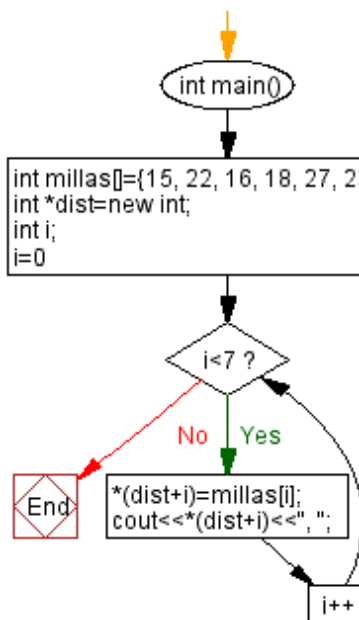 int main()
int millas[]={15, 22, 16, 18, 27, 2
int *dist=new int;
int i;
i=0
i<7 ?
No
Yes
End
*(dist+i)=millas[i];
cout<<*(dist+i)<<", ";
i++